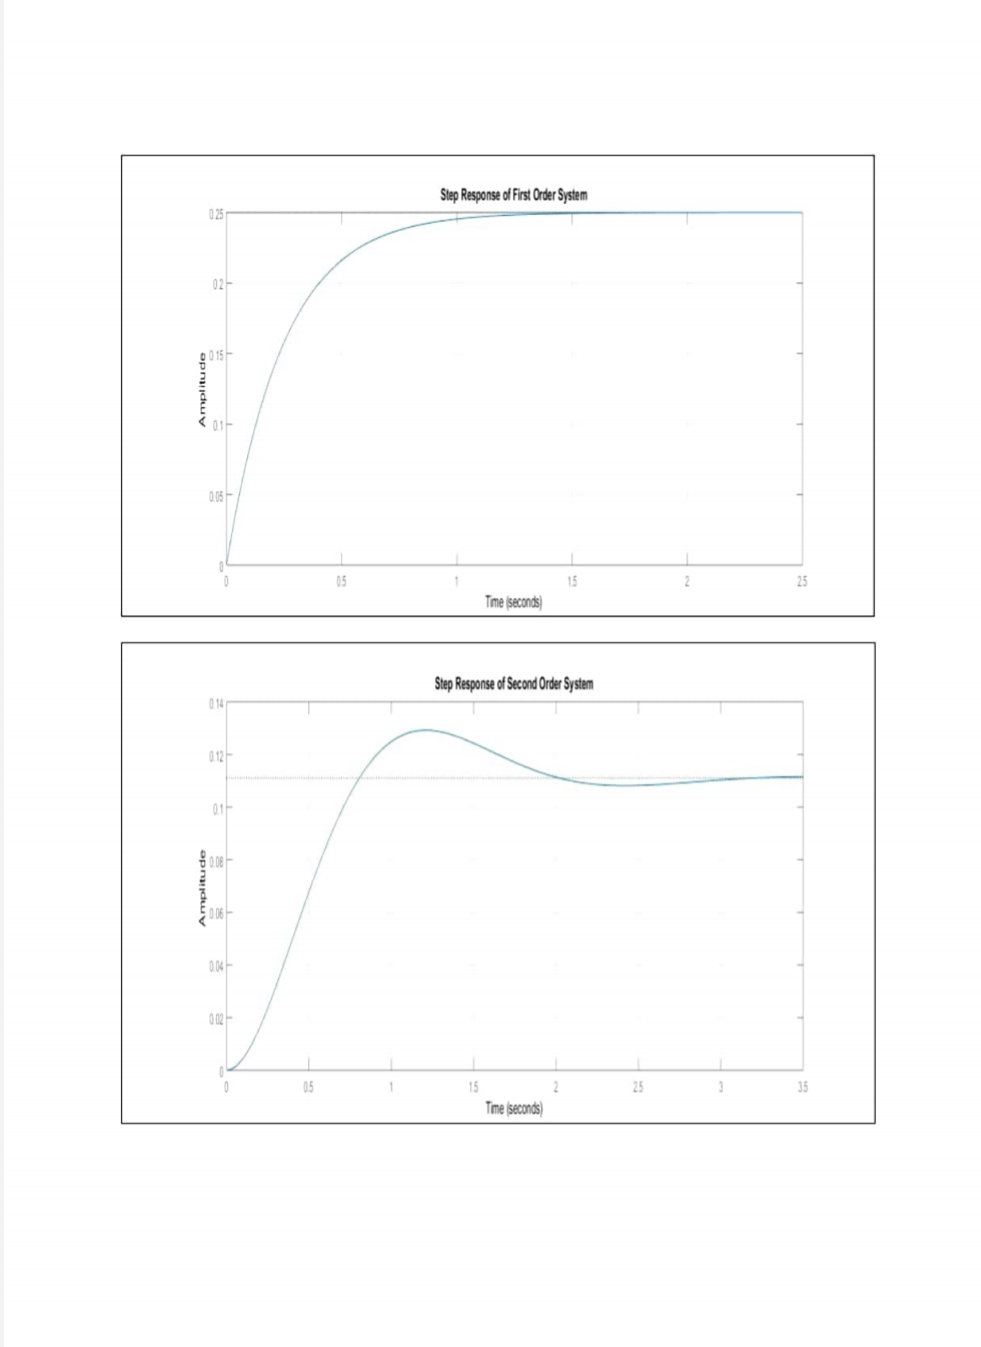 Step Response of First Order System
0.25
0.2
0.15
0.1
0.05
0
Amplitude
0 0.5 1 1.5 2 2.5
Time (seconds)
Step Response of Second Order System
0.14
0.12
0.1
0.08
0.06
0.04
0.02
0
Amplitude
0 0.5 1 1.5 2 2.5 3 3.5
Time (seconds)